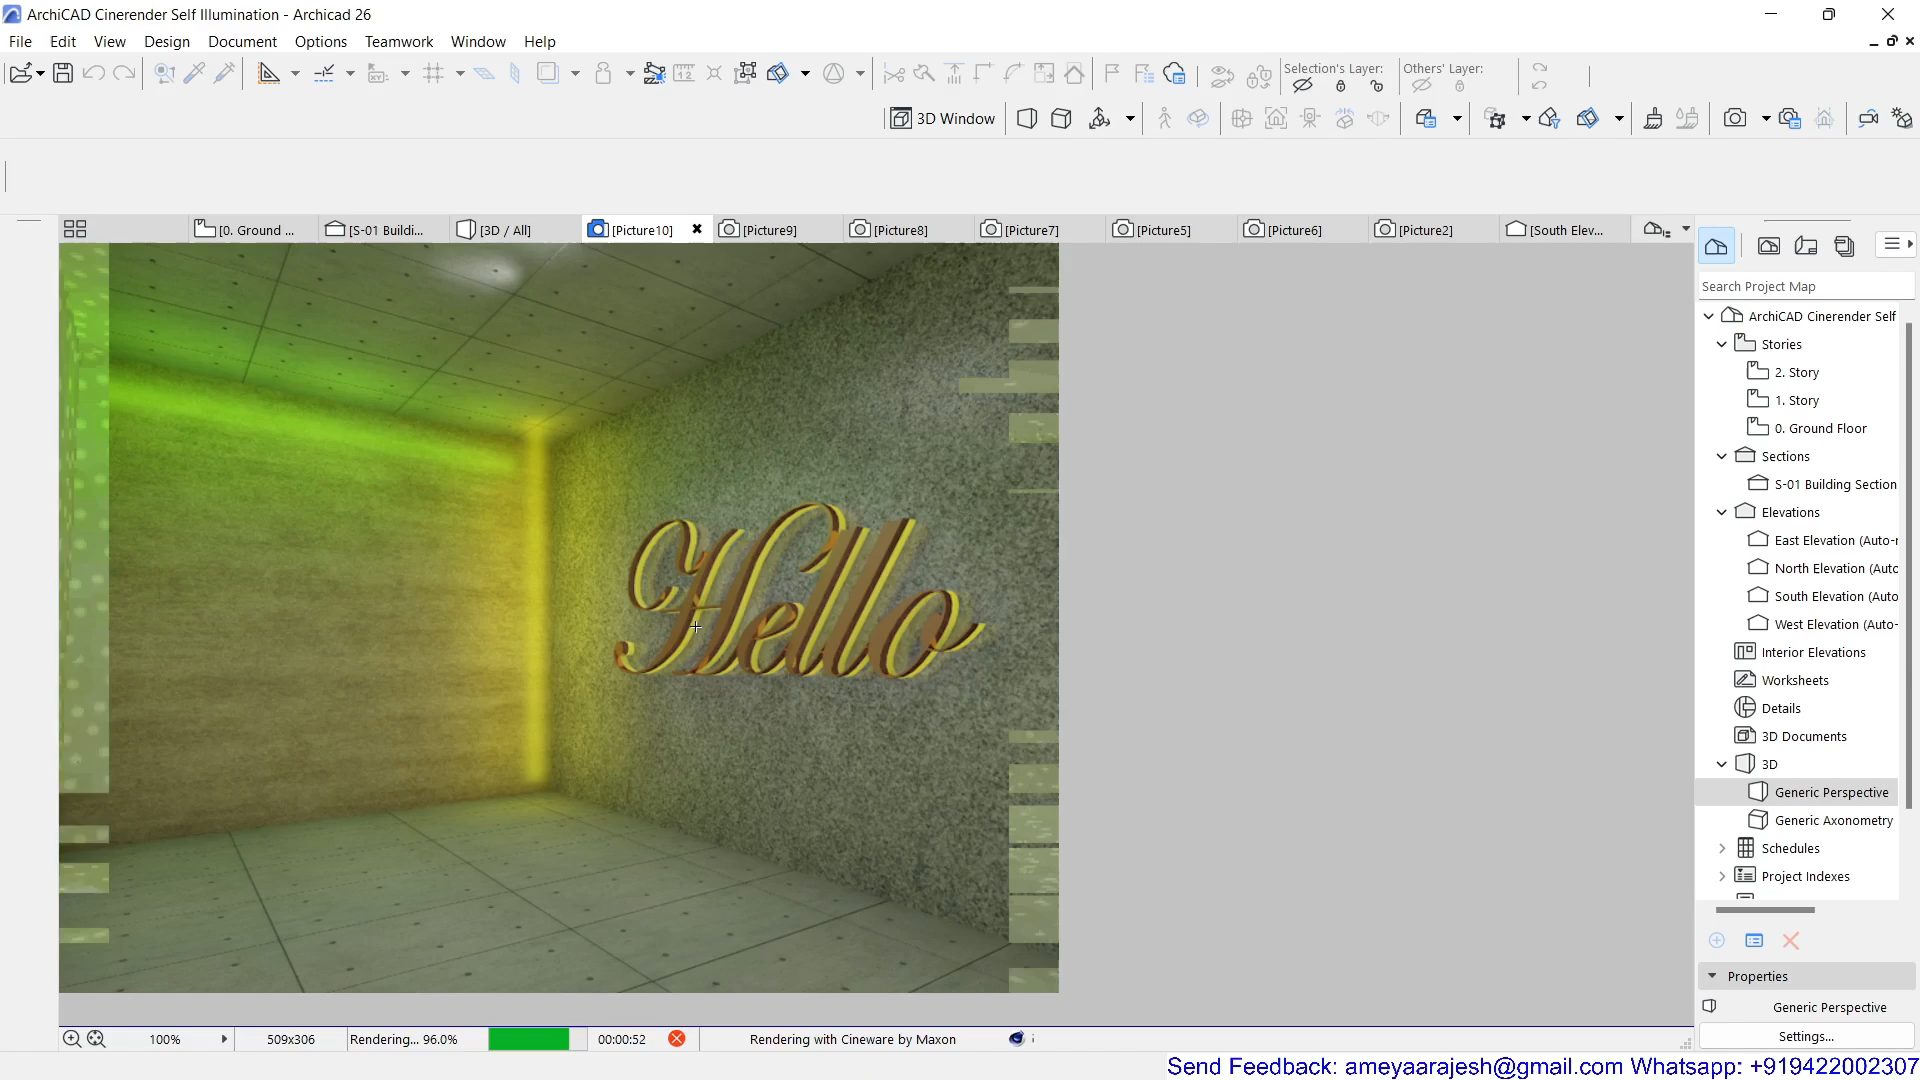 ArchiCAD Cinerender Self Illumination - Archicad 26
File Edit View Design Document Options Teamwork Window Help
Selection's Layer: Others' Layer:
3D Window
[0. Ground ... [S-01 Buildi... [3D / All] [Picture10] [Picture9] [Picture8] [Picture7] [Picture5] [Picture6] [Picture2] [South Elev...
Search Project Map
ArchiCAD Cinerender Self
Stories
2. Story
1. Story
0. Ground Floor
Sections
S-01 Building Section
Elevations
East Elevation (Auto-r
North Elevation (Autc
South Elevation (Auto
West Elevation (Auto-
Interior Elevations
Worksheets
Details
3D Documents
3D
Generic Perspective
Generic Axonometry
Schedules
Project Indexes
Hello
Properties
Generic Perspective
Settings...
100% 509x306 Rendering... 96.0% 00:00:52 Rendering with Cineware by Maxon
Send Feedback: ameyaarajesh@gmail.com Whatsapp: +919422002307